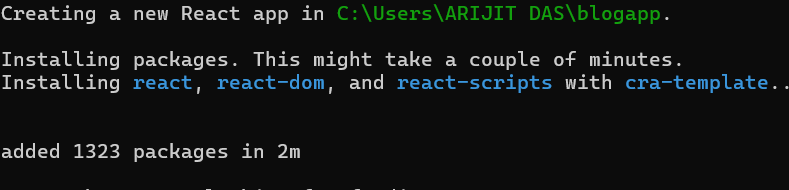 Creating a new React app in C:\Users\ARIJIT DAS\blogapp.
Installing packages. This might take a couple of minutes.
Installing react, react-dom, and react-scripts with cra-template..
added 1323 packages in 2m